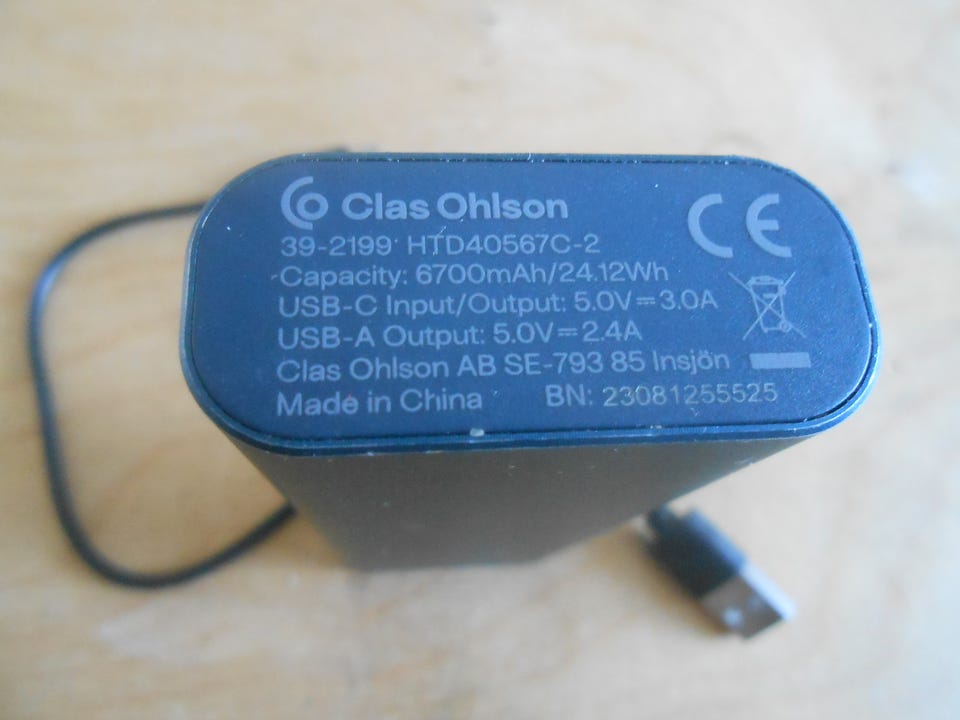 Clas Ohlson
39-2199 HTD40567C-2
Capacity: 6700mAh/24.12Wh
USB-C Input/Output: 5.0V⎓3.0A
USB-A Output: 5.0V⎓2.4A
Clas Ohlson AB SE-793 85 Insjön
Made in China BN: 23081255525
CE